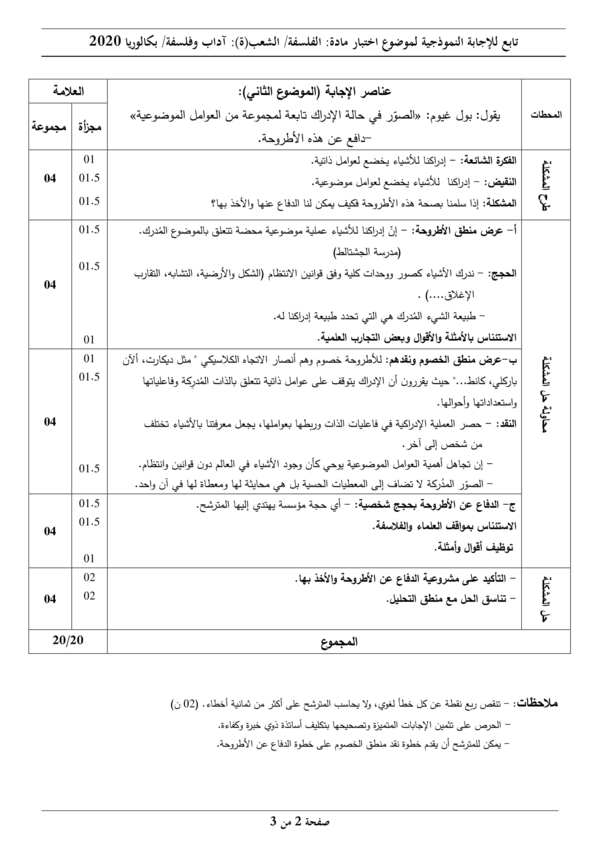 تابع للإجابة النموذجية لموضوع اختبار مادة: الفلسفة/ الشعب(ة): آداب وفلسفة/ بكالوريا 2020
المحطات
عناصر الإجابة (الموضوع الثاني):
العلامة
مجزأة
مجموعة
يقول: بول غيوم: «الصوّر في حالة الإدراك تابعة لمجموعة من العوامل الموضوعية»
–دافع عن هذه الأطروحة.
طرح المشكلة
الفكرة الشائعة: – إدراكنا للأشياء يخضع لعوامل ذاتية.
01
النقيض: – إدراكنا للأشياء يخضع لعوامل موضوعية.
01.5
04
المشكلة: إذا سلمنا بصحة هذه الأطروحة فكيف يمكن لنا الدفاع عنها والأخذ بها؟
01.5
محاولة حل المشكلة
أ– عرض منطق الأطروحة: – إنّ إدراكنا للأشياء عملية موضوعية محضة تتعلق بالموضوع المُدرك.
01.5
(مدرسة الجشتالط)
الحجج: – ندرك الأشياء كصور ووحدات كلية وفق قوانين الانتظام (الشكل والأرضية، التشابه، التقارب
01.5
الإغلاق....) .
04
– طبيعة الشيء المُدرك هي التي تحدد طبيعة إدراكنا له.
الاستئناس بالأمثلة والأقوال وبعض التجارب العلمية.
01
ب–عرض منطق الخصوم ونقدهم: للأطروحة خصوم وهم أنصار الاتجاه الكلاسيكي " مثل ديكارت، ألآن
01
باركلي، كانط..." حيث يقررون أن الإدراك يتوقف على عوامل ذاتية تتعلق بالذات المُدرِكة وفاعلياتها
01.5
واستعداداتها وأحوالها.
النقد: – حصر العملية الإدراكية في فاعليات الذات وربطها بعواملها، يجعل معرفتنا بالأشياء تختلف
04
من شخص إلى آخر.
– إن تجاهل أهمية العوامل الموضوعية يوحي كأن وجود الأشياء في العالم دون قوانين وانتظام.
01.5
– الصوّر المدُركة لا تضاف إلى المعطيات الحسية بل هي محايثة لها ومعطاة لها في آن واحد.
ج– الدفاع عن الأطروحة بحجج شخصية: – أي حجة مؤسسة يهتدي إليها المترشح.
01.5
الاستئناس بمواقف العلماء والفلاسفة.
01.5
04
توظيف أقوال وأمثلة.
01
حل المشكلة
– التأكيد على مشروعية الدفاع عن الأطروحة والأخذ بها.
02
– تناسق الحل مع منطق التحليل.
02
04
المجموع
20/20
ملاحظات: – تنقص ربع نقطة عن كل خطأ لغوي، ولا يحاسب المترشح على أكثر من ثمانية أخطاء. (02 ن)
– الحرص على تثمين الإجابات المتميزة وتصحيحها بتكليف أساتذة ذوي خبرة وكفاءة.
– يمكن للمترشح أن يقدم خطوة نقد منطق الخصوم على خطوة الدفاع عن الأطروحة.
صفحة 2 من 3